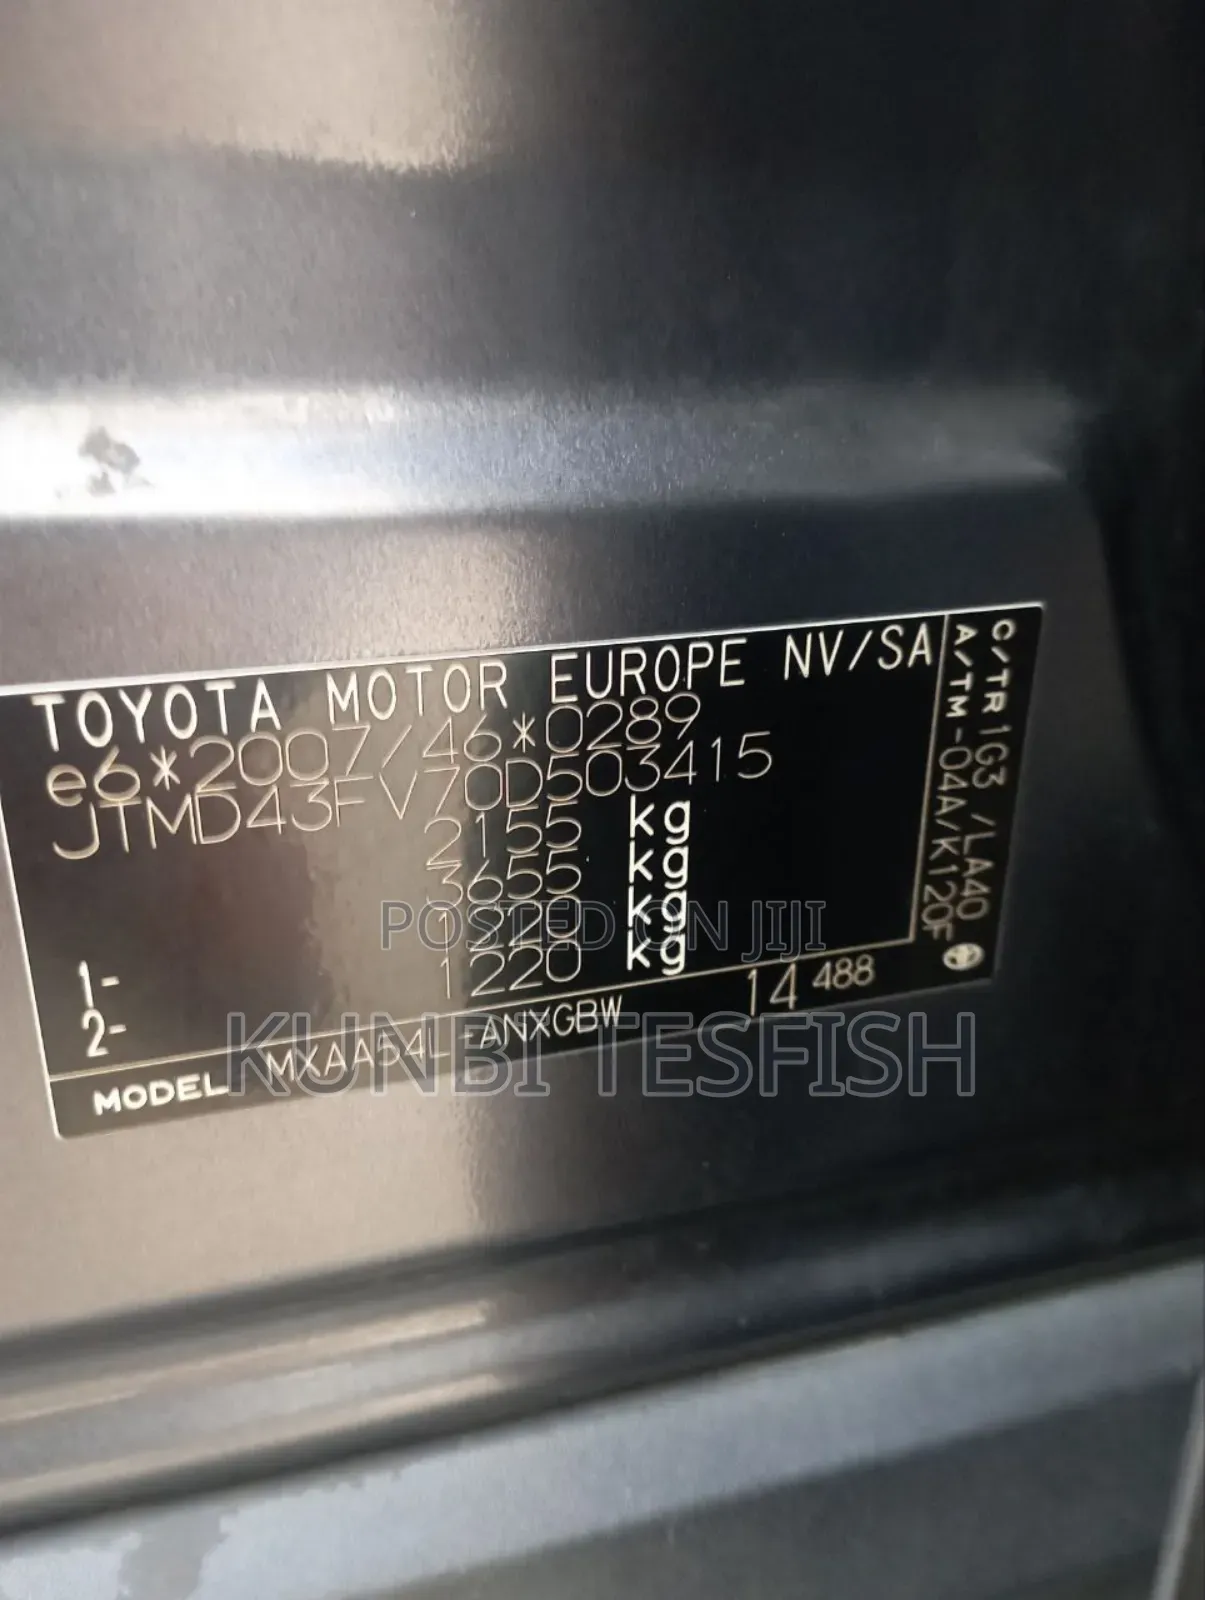 TOYOTA MOTOR EUROPE NV/SA
e6*2007/46*0289
JTMD43FV70D503415
2155 kg
3655 kg
1- 1220 kg
2- 1220 kg
MODEL MXAA54L-ANXGBW 14 488
C/TR 1G3 /LA40
A/TM -04A/K120F
POSTED ON JIJI
KUNBI TESFISH